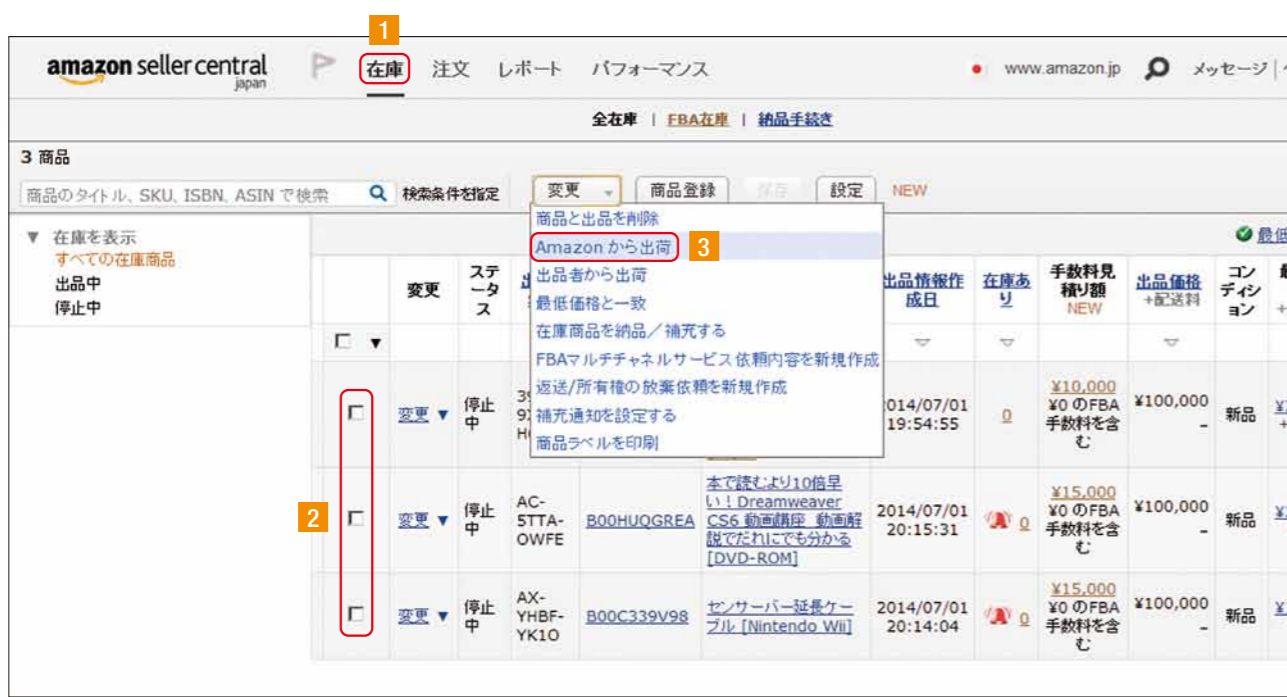 1
amazon seller central
japan
在庫 注文 レポート パフォーマンス
www.amazon.jp
メッセージ |
全在庫 | FBA在庫 | 納品手続き
3 商品
商品のタイトル、SKU, ISBN, ASIN で検索
検索条件を指定
変更
商品登録
保存
設定
NEW
▼ 在庫を表示
すべての在庫商品
出品中
停止中
商品と出品を削除
Amazon から出荷
3
出品者から出荷
最低価格と一致
在庫商品を納品／補充する
FBAマルチチャネルサービス依頼内容を新規作成
返送/所有権の放棄依頼を新規作成
補充通知を設定する
商品ラベルを印刷
最低
変更
ステ
ータ
ス
出品情報作
成日
在庫あ
り
手数料見
積り額
NEW
出品価格
+配送料
コン
ディシ
ョン
2
変更 ▼
停止
中
014/07/01
19:54:55
0
¥10,000
¥0 のFBA
手数料を含
む
¥100,000
-
新品
変更 ▼
停止
中
AC-
5TTA-
OWFE
B00HUQGREA
本で読むより10倍早
い！Dreamweaver
CS6 動画講座 動画解
説でだれにでも分かる
[DVD-ROM]
2014/07/01
20:15:31
0
¥15,000
¥0 のFBA
手数料を含
む
¥100,000
-
新品
変更 ▼
停止
中
AX-
YHBF-
YK1O
B00C339V98
センサーバー延長ケー
ブル [Nintendo Wii]
2014/07/01
20:14:04
0
¥15,000
¥0 のFBA
手数料を含
む
¥100,000
-
新品